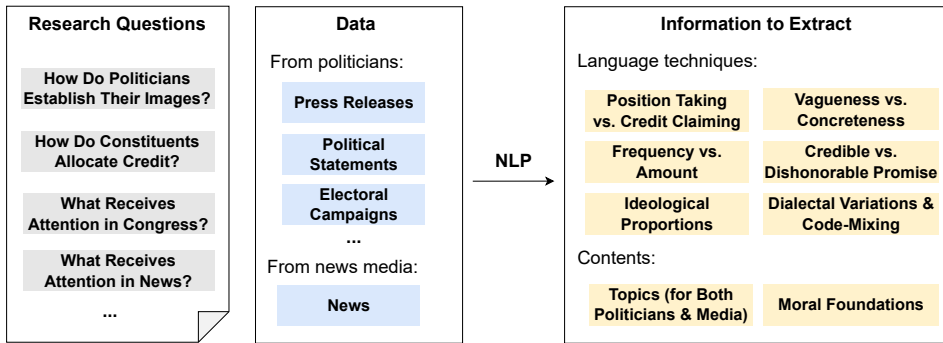 Research Questions
How Do Politicians
Establish Their Images?
How Do Constituents
Allocate Credit?
What Receives
Attention in Congress?
What Receives
Attention in News?
...
Data
From politicians:
Press Releases
Political
Statements
Electoral
Campaigns
...
From news media:
News
NLP
Information to Extract
Language techniques:
Position Taking
vs. Credit Claiming
Vagueness vs.
Concreteness
Frequency vs.
Amount
Credible vs.
Dishonorable Promise
Ideological
Proportions
Dialectal Variations &
Code-Mixing
Contents:
Topics (for Both
Politicians & Media)
Moral Foundations